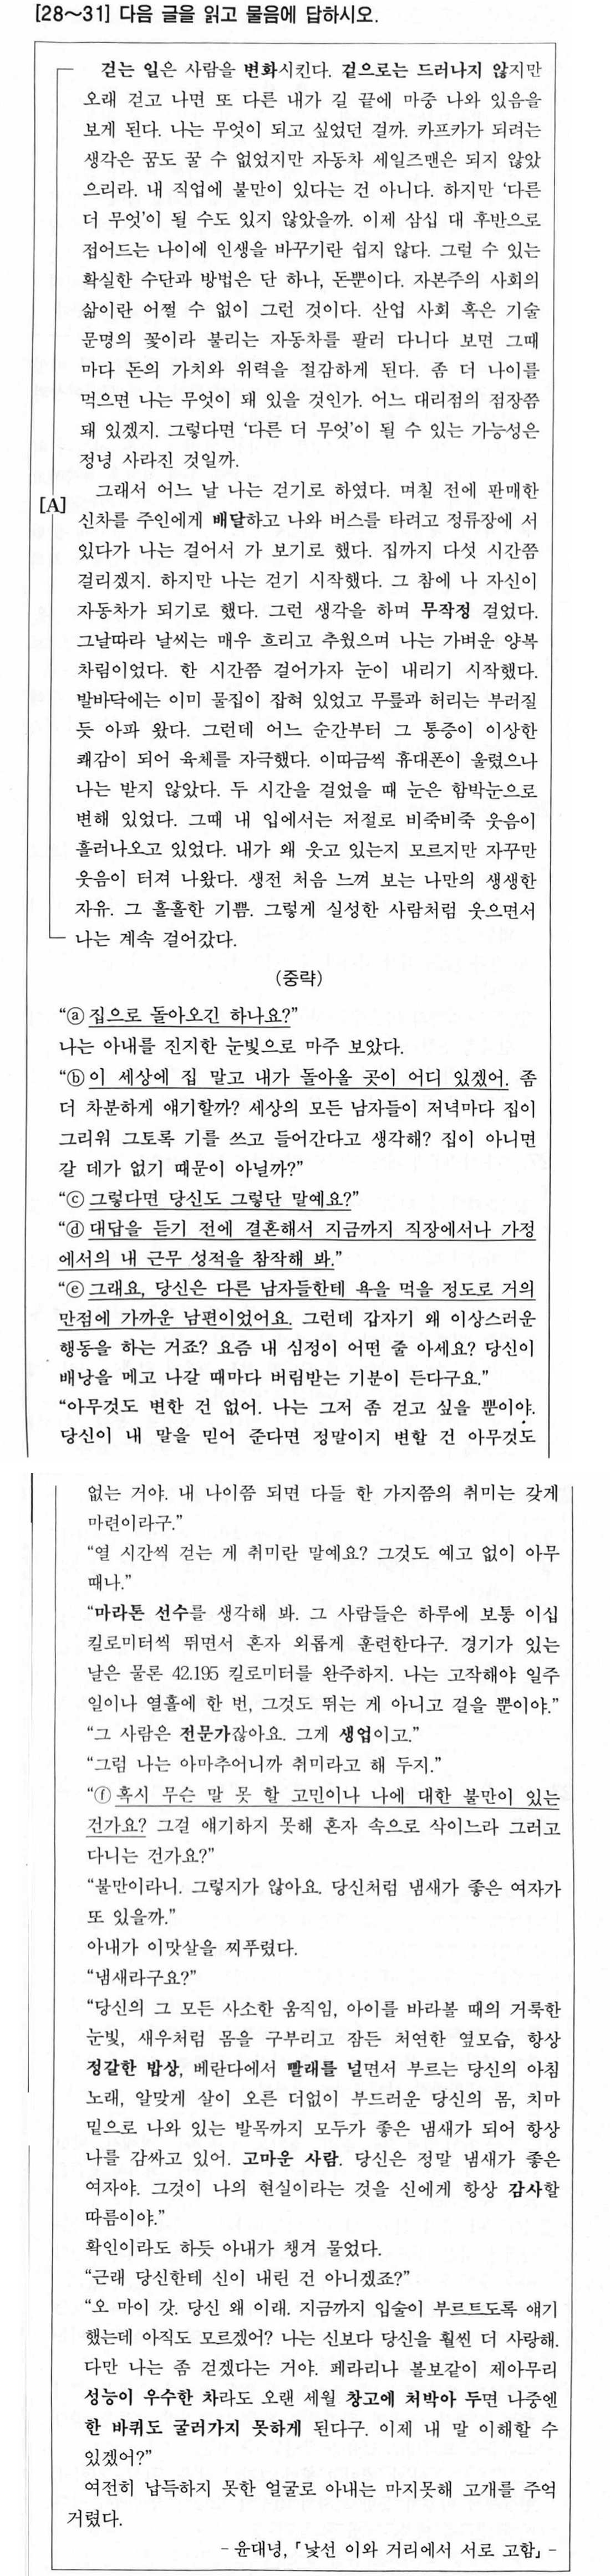 [28～31] 다음 글을 읽고 물음에 답하시오.
걷는 일은 사람을 변화시킨다. 겉으로는 드러나지 않지만
오래 걷고 나면 또 다른 내가 길 끝에 마중 나와 있음을
보게 된다. 나는 무엇이 되고 싶었던 걸까. 카프카가 되려는
생각은 꿈도 꿀 수 없었지만 자동차 세일즈맨은 되지 않았
으리라. 내 직업에 불만이 있다는 건 아니다. 하지만 ‘다른
더 무엇’이 될 수도 있지 않았을까. 이제 삼십 대 후반으로
접어드는 나이에 인생을 바꾸기란 쉽지 않다. 그럴 수 있는
확실한 수단과 방법은 단 하나, 돈뿐이다. 자본주의 사회의
삶이란 어쩔 수 없이 그런 것이다. 산업 사회 혹은 기술
문명의 꽃이라 불리는 자동차를 팔러 다니다 보면 그때
마다 돈의 가치와 위력을 절감하게 된다. 좀 더 나이를
먹으면 나는 무엇이 돼 있을 것인가. 어느 대리점의 점장쯤
돼 있겠지. 그렇다면 ‘다른 더 무엇’이 될 수 있는 가능성은
정녕 사라진 것일까.
그래서 어느 날 나는 걷기로 하였다. 며칠 전에 판매한
[A]
신차를 주인에게 배달하고 나와 버스를 타려고 정류장에 서
있다가 나는 걸어서 가 보기로 했다. 집까지 다섯 시간쯤
걸리겠지. 하지만 나는 걷기 시작했다. 그 참에 나 자신이
자동차가 되기로 했다. 그런 생각을 하며 무작정 걸었다.
그날따라 날씨는 매우 흐리고 추웠으며 나는 가벼운 양복
차림이었다. 한 시간쯤 걸어가자 눈이 내리기 시작했다.
발바닥에는 이미 물집이 잡혀 있었고 무릎과 허리는 부러질
듯 아파 왔다. 그런데 어느 순간부터 그 통증이 이상한
쾌감이 되어 육체를 자극했다. 이따금씩 휴대폰이 울렸으나
나는 받지 않았다. 두 시간을 걸었을 때 눈은 함박눈으로
변해 있었다. 그때 내 입에서는 저절로 비죽비죽 웃음이
흘러나오고 있었다. 내가 왜 웃고 있는지 모르지만 자꾸만
웃음이 터져 나왔다. 생전 처음 느껴 보는 나만의 생생한
자유. 그 홀홀한 기쁨. 그렇게 실성한 사람처럼 웃으면서
나는 계속 걸어갔다.
(중략)
“ⓐ집으로 돌아오긴 하나요?”
나는 아내를 진지한 눈빛으로 마주 보았다.
“ⓑ이 세상에 집 말고 내가 돌아올 곳이 어디 있겠어. 좀
더 차분하게 얘기할까? 세상의 모든 남자들이 저녁마다 집이
그리워 그토록 기를 쓰고 들어간다고 생각해? 집이 아니면
갈 데가 없기 때문이 아닐까?”
“ⓒ그렇다면 당신도 그렇단 말예요?”
“ⓓ대답을 듣기 전에 결혼해서 지금까지 직장에서나 가정
에서의 내 근무 성적을 참작해 봐.”
“ⓔ그래요, 당신은 다른 남자들한테 욕을 먹을 정도로 거의
만점에 가까운 남편이었어요. 그런데 갑자기 왜 이상스러운
행동을 하는 거죠? 요즘 내 심정이 어떤 줄 아세요? 당신이
배낭을 메고 나갈 때마다 버림받는 기분이 든다구요.”
“아무것도 변한 건 없어. 나는 그저 좀 걷고 싶을 뿐이야.
당신이 내 말을 믿어 준다면 정말이지 변할 건 아무것도
없는 거야. 내 나이쯤 되면 다들 한 가지쯤의 취미는 갖게
마련이라구.”
“열 시간씩 걷는 게 취미란 말예요? 그것도 예고 없이 아무
때나.”
“마라톤 선수를 생각해 봐. 그 사람들은 하루에 보통 이십
킬로미터씩 뛰면서 혼자 외롭게 훈련한다구. 경기가 있는
날은 물론 42.195 킬로미터를 완주하지. 나는 고작해야 일주
일이나 열흘에 한 번, 그것도 뛰는 게 아니고 걸을 뿐이야.”
“그 사람은 전문가잖아요. 그게 생업이고.”
“그럼 나는 아마추어니까 취미라고 해 두지.”
“ⓕ혹시 무슨 말 못 할 고민이나 나에 대한 불만이 있는
건가요? 그걸 얘기하지 못해 혼자 속으로 삭이느라 그러고
다니는 건가요?”
“불만이라니. 그렇지가 않아요. 당신처럼 냄새가 좋은 여자가
또 있을까.”
아내가 이맛살을 찌푸렸다.
“냄새라구요?”
“당신의 그 모든 사소한 움직임, 아이를 바라볼 때의 거룩한
눈빛, 새우처럼 몸을 구부리고 잠든 처연한 옆모습, 항상
정갈한 밥상, 베란다에서 빨래를 널면서 부르는 당신의 아침
노래, 알맞게 살이 오른 더없이 부드러운 당신의 몸, 치마
밑으로 나와 있는 발목까지 모두가 좋은 냄새가 되어 항상
나를 감싸고 있어. 고마운 사람. 당신은 정말 냄새가 좋은
여자야. 그것이 나의 현실이라는 것을 신에게 항상 감사할
따름이야.”
확인이라도 하듯 아내가 챙겨 물었다.
“근래 당신한테 신이 내린 건 아니겠죠?”
“오 마이 갓. 당신 왜 이래. 지금까지 입술이 부르트도록 얘기
했는데 아직도 모르겠어? 나는 신보다 당신을 훨씬 더 사랑해.
다만 나는 좀 걷겠다는 거야. 페라리나 볼보같이 제아무리
성능이 우수한 차라도 오랜 세월 창고에 처박아 두면 나중엔
한 바퀴도 굴러가지 못하게 된다구. 이제 내 말 이해할 수
있겠어?”
여전히 납득하지 못한 얼굴로 아내는 마지못해 고개를 주억
거렸다.
- 윤대녕, 「낯선 이와 거리에서 서로 고함」 -